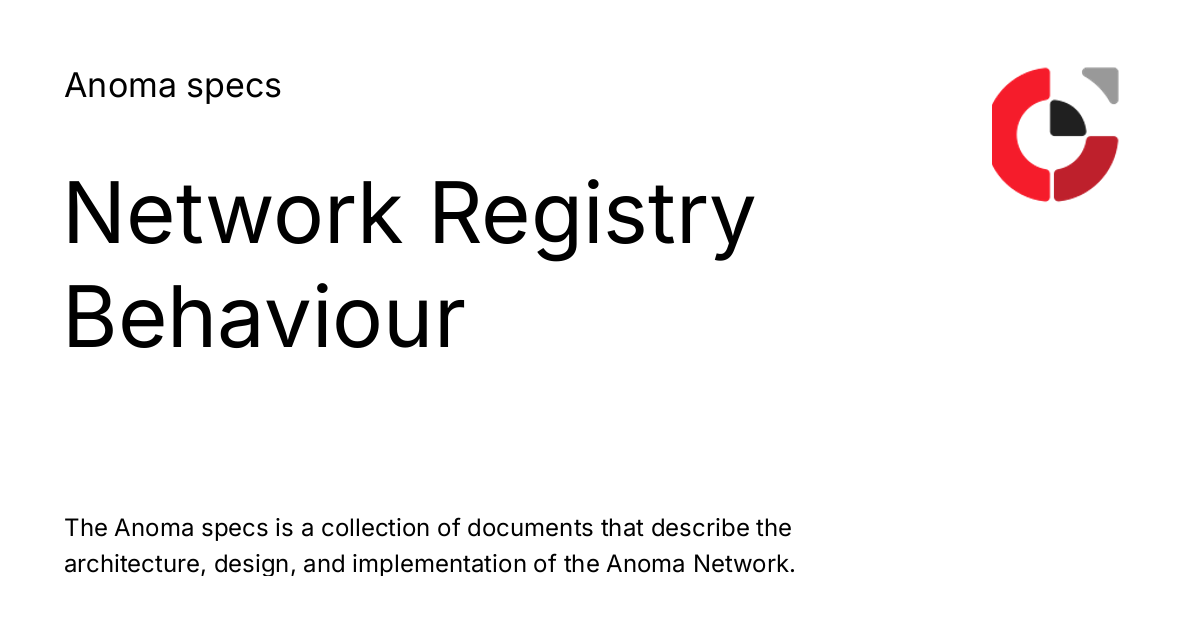 Anoma specs
Network Registry
Behaviour
The Anoma specs is a collection of documents that describe the
architecture, design, and implementation of the Anoma Network.